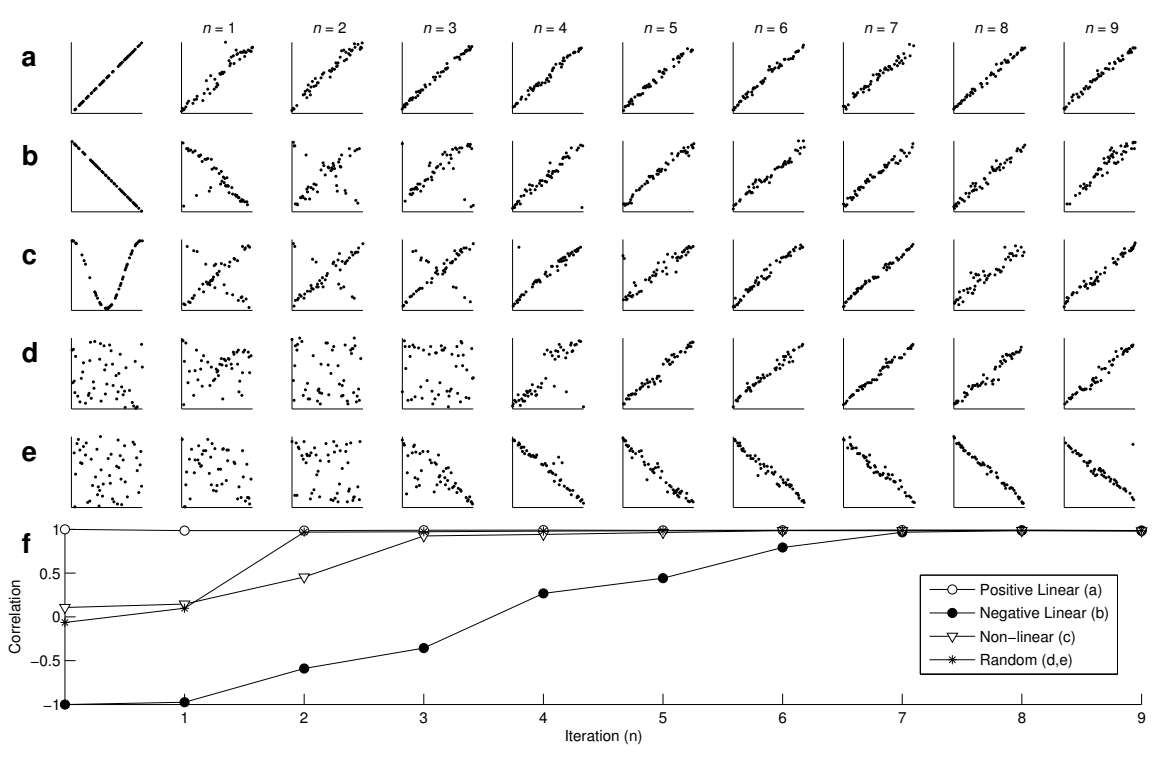 n = 1 n = 2 n = 3 n = 4 n = 5 n = 6 n = 7 n = 8 n = 9
a
b
c
d
e
f
1
0.5
0
−0.5
−1
Correlation
1 2 3 4 5 6 7 8 9
Iteration (n)
Positive Linear (a)
Negative Linear (b)
Non−linear (c)
Random (d,e)